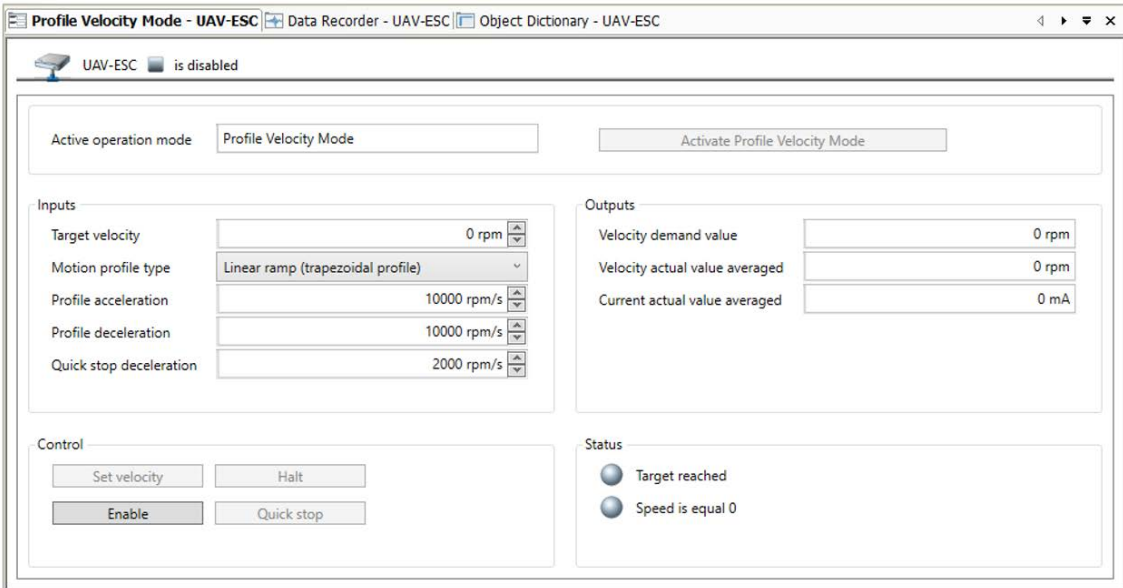 Profile Velocity Mode - UAV-ESC Data Recorder - UAV-ESC Object Dictionary - UAV-ESC
UAV-ESC is disabled
Active operation mode Profile Velocity Mode Activate Profile Velocity Mode
Inputs
Target velocity 0 rpm
Motion profile type Linear ramp (trapezoidal profile)
Profile acceleration 10000 rpm/s
Profile deceleration 10000 rpm/s
Quick stop deceleration 2000 rpm/s
Outputs
Velocity demand value 0 rpm
Velocity actual value averaged 0 rpm
Current actual value averaged 0 mA
Control
Set velocity Halt
Enable Quick stop
Status
Target reached
Speed is equal 0